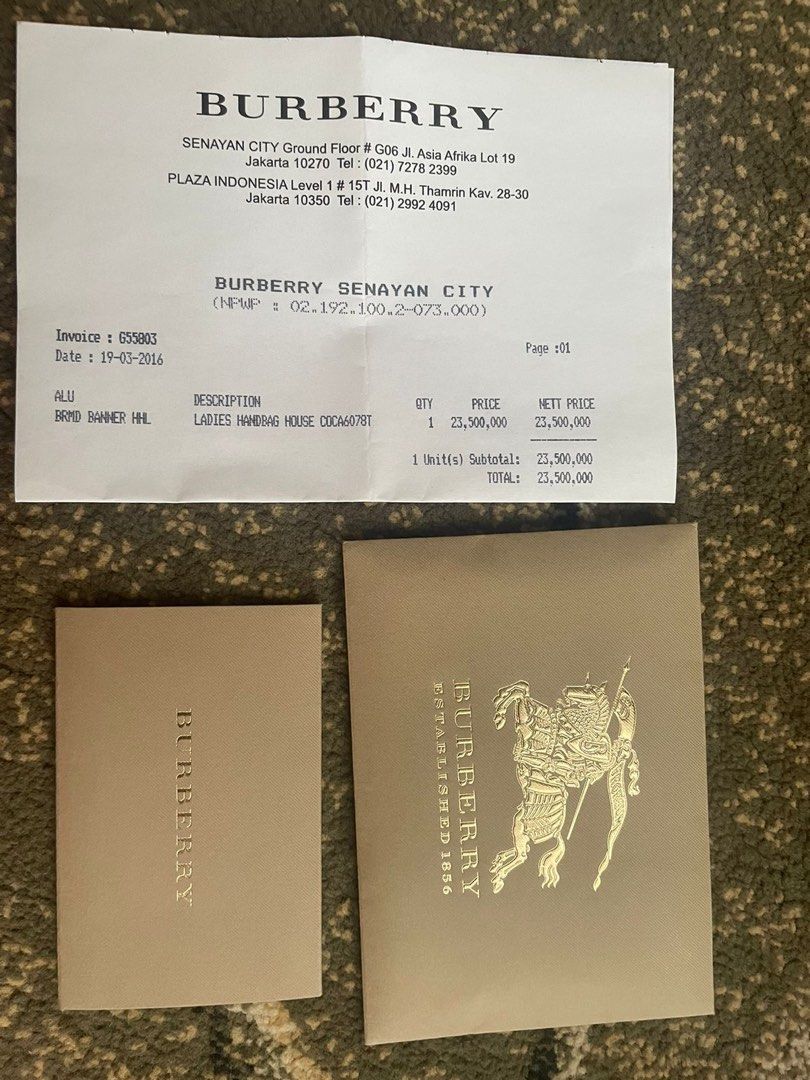 BURBERRY
SENAYAN CITY Ground Floor # G06 Jl. Asia Afrika Lot 19
Jakarta 10270 Tel : (021) 7278 2399
PLAZA INDONESIA Level 1 # 15T Jl. M.H. Thamrin Kav. 28-30
Jakarta 10350 Tel : (021) 2992 4091
BURBERRY SENAYAN CITY
(NPWP : 02.192.100.2-073.000)
Invoice : G55803
Date : 19-03-2016
Page :01
ALU DESCRIPTION QTY PRICE NETT PRICE
BRMD BANNER HHL LADIES HANDBAG HOUSE COCA6078T 1 23,500,000 23,500,000
1 Unit(s) Subtotal: 23,500,000
TOTAL: 23,500,000
BURBERRY
BURBERRY
ESTABLISHED 1856